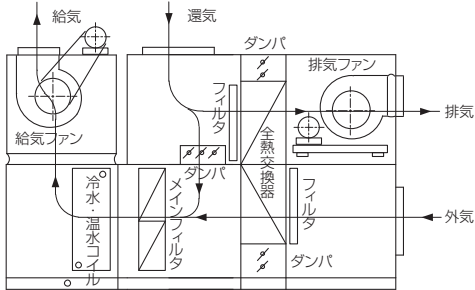 給気
還気
ダンパ
排気ファン
フィルタ
排気
給気ファン
全熱交換器
ダンパ
冷水・温水コイル
メインフィルタ
フィルタ
外気
ダンパ